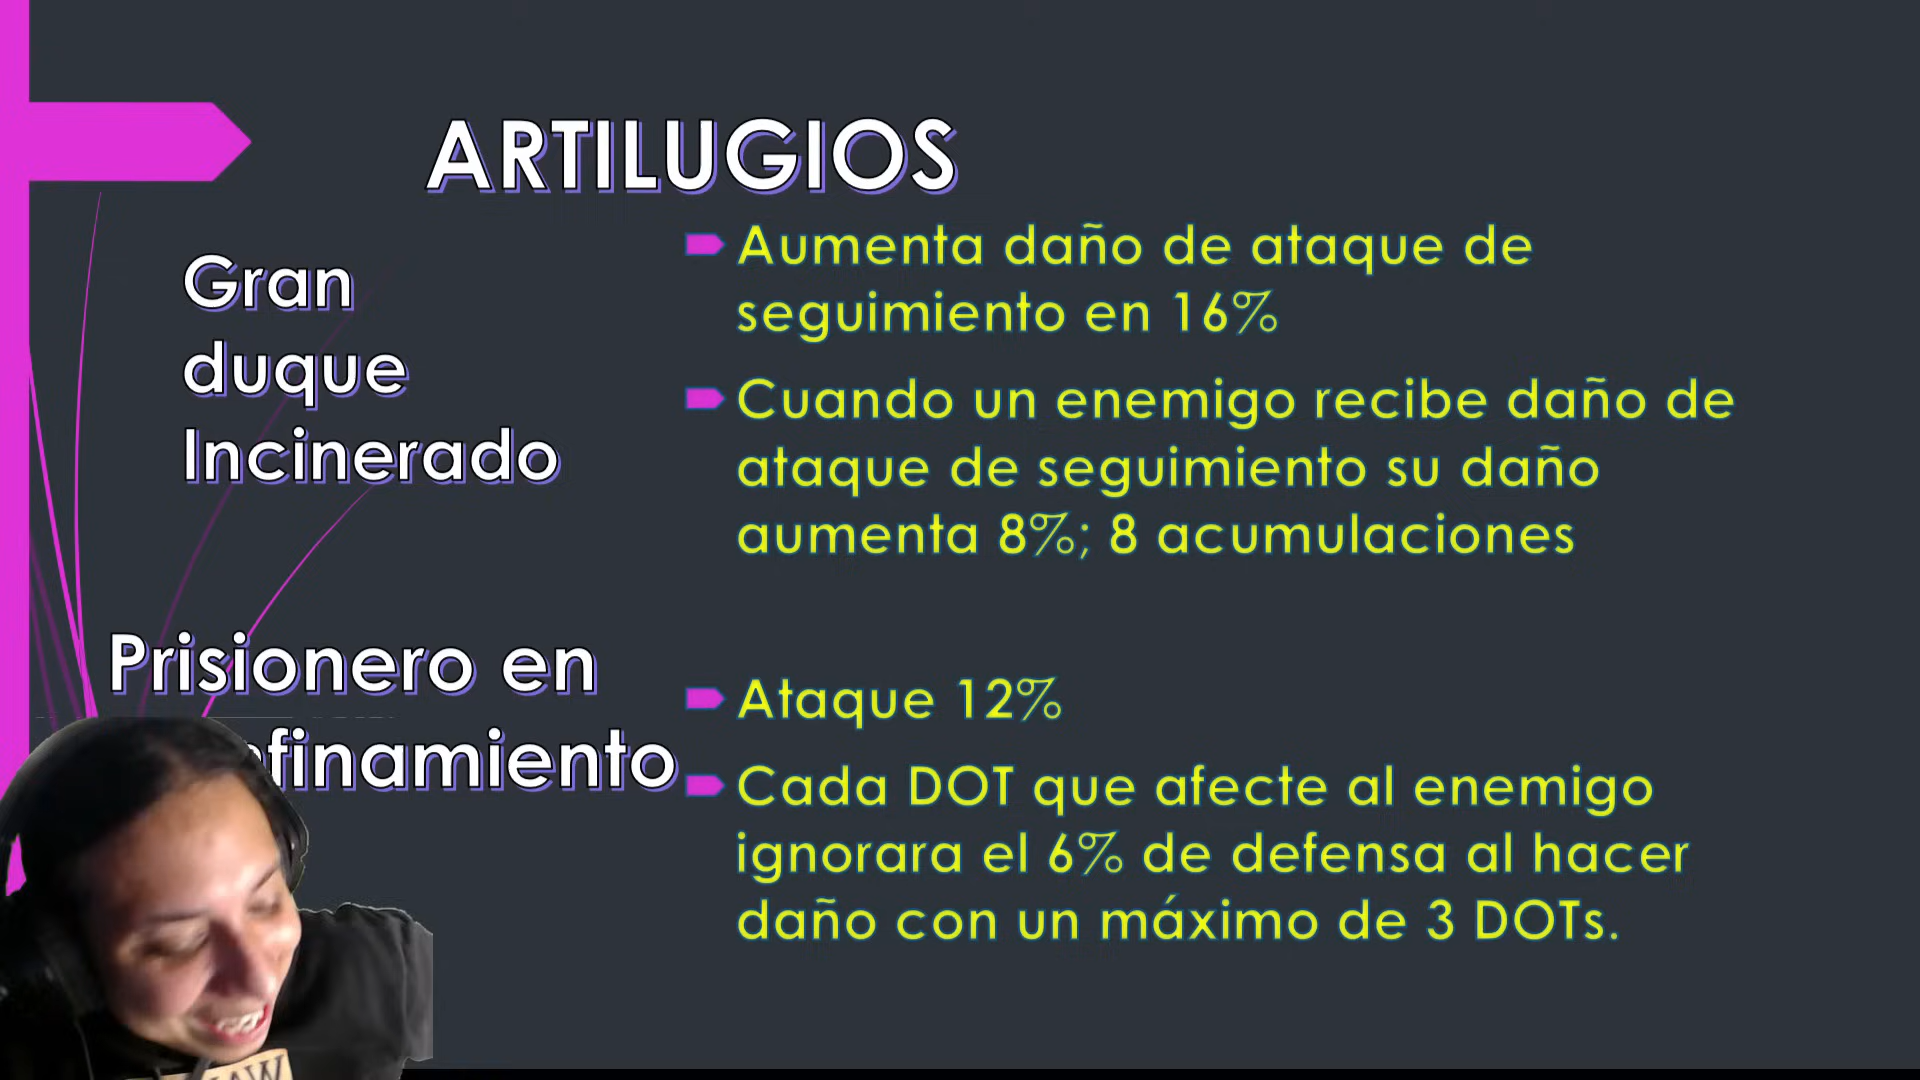 ARTILUGIOS
Gran
duque
Incinerado
Aumenta daño de ataque de
seguimiento en 16%
Cuando un enemigo recibe daño de
ataque de seguimiento su daño
aumenta 8%; 8 acumulaciones
Prisionero en
finamiento
Ataque 12%
Cada DOT que afecte al enemigo
ignorara el 6% de defensa al hacer
daño con un máximo de 3 DOTs.